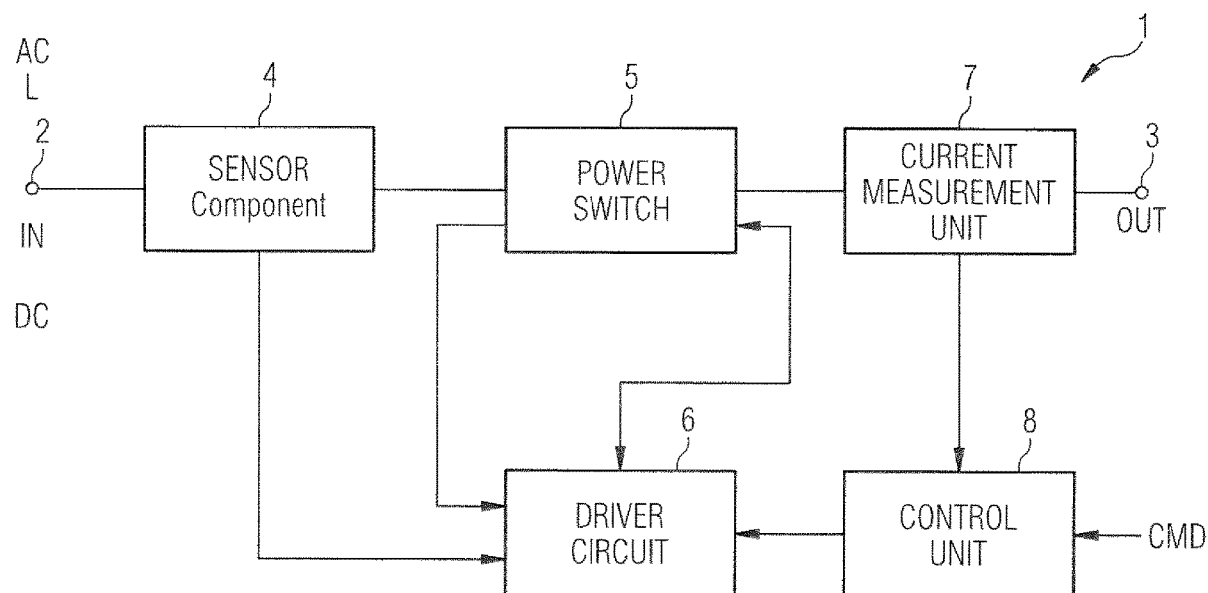 AC
L
2
IN
DC
4
SENSOR
Component
5
POWER
SWITCH
7
CURRENT
MEASUREMENT
UNIT
1
3
OUT
6
DRIVER
CIRCUIT
8
CONTROL
UNIT
CMD